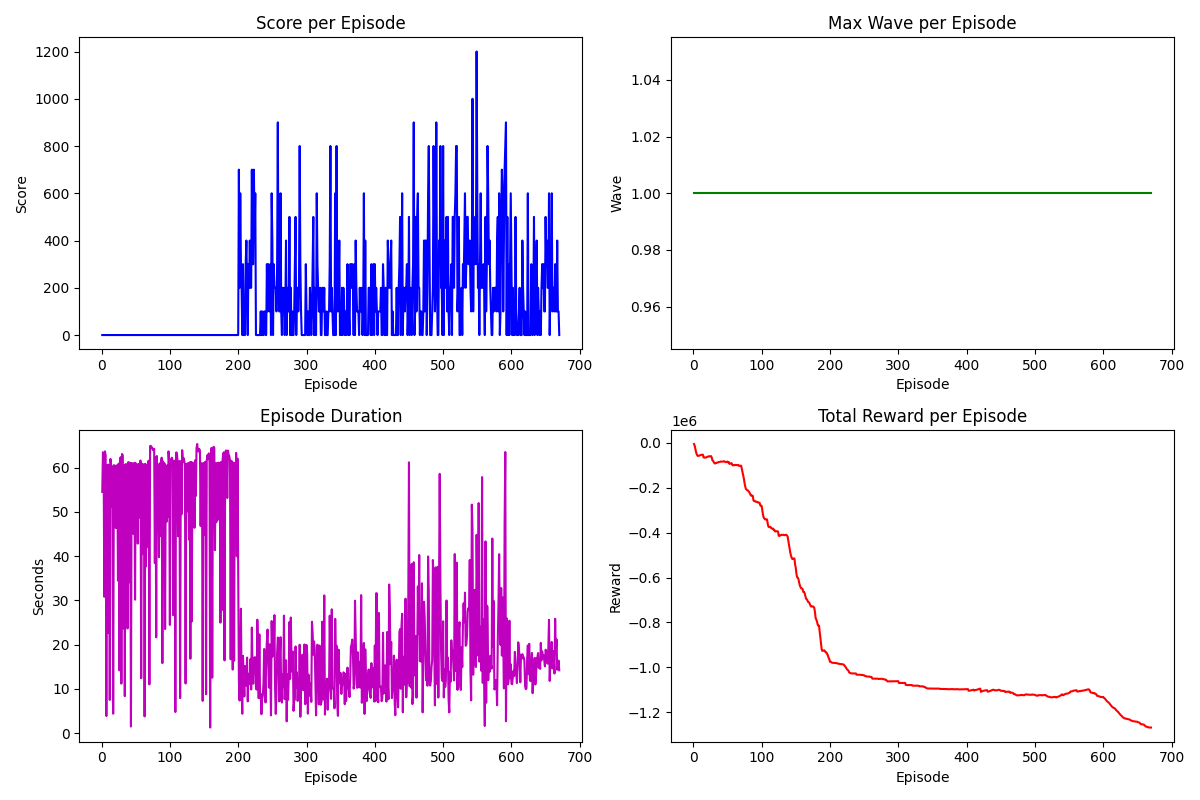 Score per Episode
Score
1200
1000
800
600
400
200
0
0 100 200 300 400 500 600 700
Episode
Max Wave per Episode
Wave
1.04
1.02
1.00
0.98
0.96
0 100 200 300 400 500 600 700
Episode
Episode Duration
Seconds
60
50
40
30
20
10
0
0 100 200 300 400 500 600 700
Episode
Total Reward per Episode
1e6
Reward
0.0
−0.2
−0.4
−0.6
−0.8
−1.0
−1.2
0 100 200 300 400 500 600 700
Episode